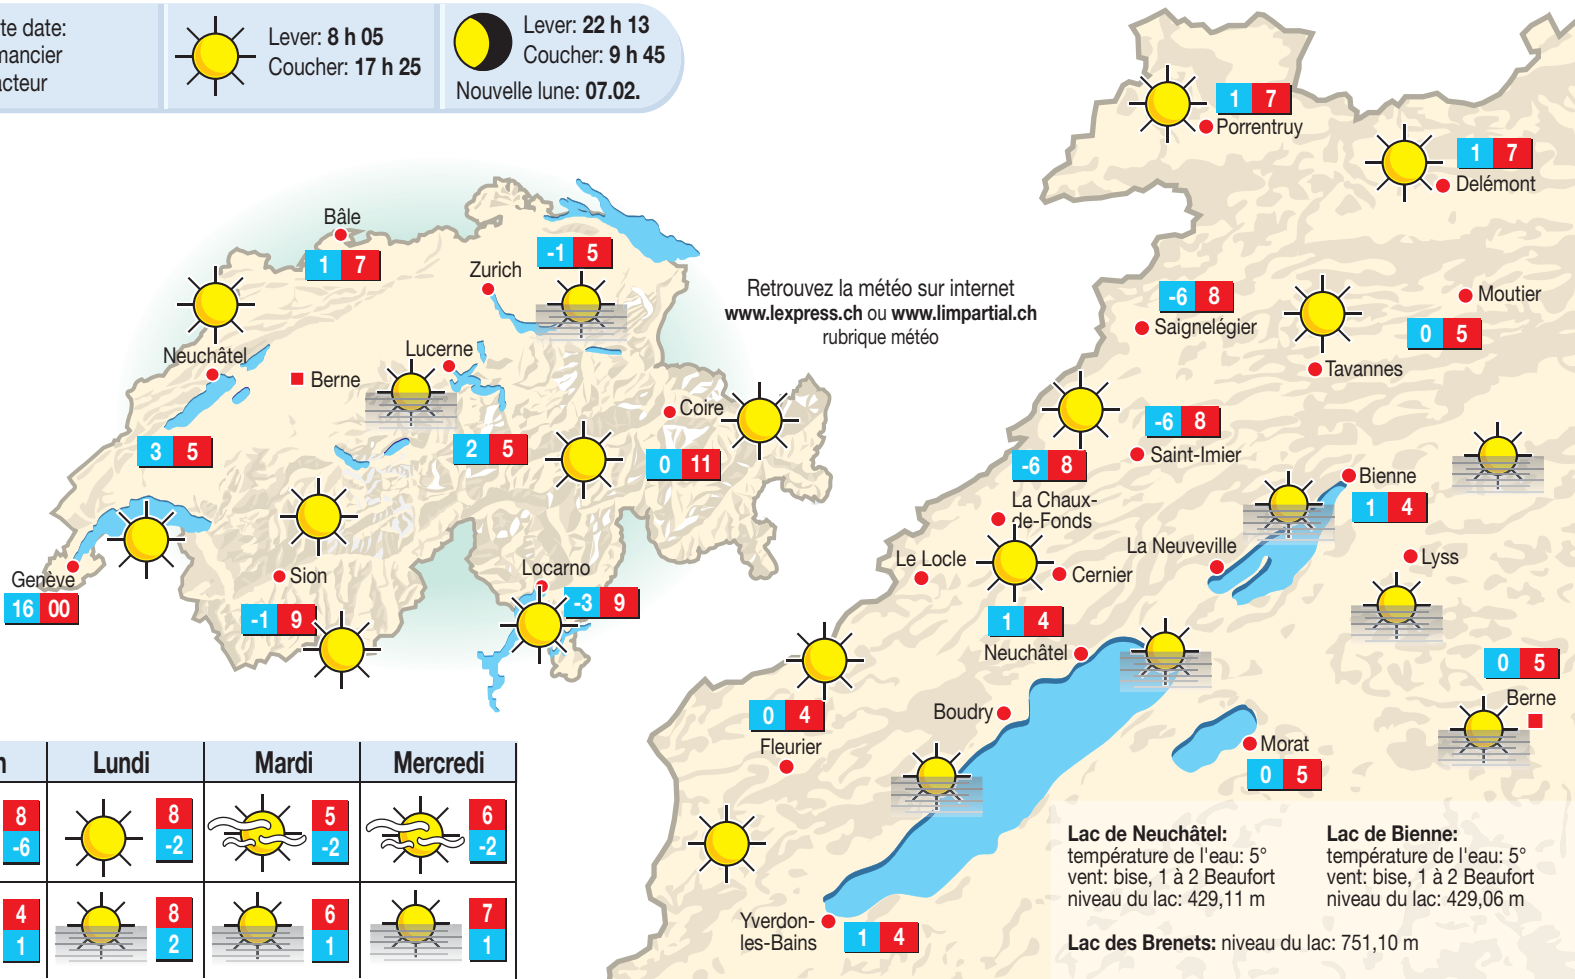 te date:
mancier
acteur
Lever: 8 h 05
Coucher: 17 h 25
Lever: 22 h 13
Coucher: 9 h 45
Nouvelle lune: 07.02.
Bâle
1 7
Zurich
-1 5
Neuchâtel
3 5
Berne
Lucerne
2 5
Coire
0 11
Genève
16 00
Sion
-1 9
Locarno
-3 9
Retrouvez la météo sur internet
www.lexpress.ch ou www.limpartial.ch
rubrique météo
1 7
Porrentruy
1 7
Delémont
-6 8
Saignelégier
Moutier
0 5
Tavannes
-6 8
Saint-Imier
-6 8
La Chaux-
de-Fonds
Bienne
1 4
La Neuveville
Lyss
Le Locle
Cernier
1 4
Neuchâtel
0 5
Berne
Boudry
0 4
Fleurier
Morat
0 5
Yverdon-
les-Bains
1 4
Lac de Neuchâtel:
température de l'eau: 5°
vent: bise, 1 à 2 Beaufort
niveau du lac: 429,11 m
Lac de Bienne:
température de l'eau: 5°
vent: bise, 1 à 2 Beaufort
niveau du lac: 429,06 m
Lac des Brenets: niveau du lac: 751,10 m
n Lundi Mardi Mercredi
8 8 5 6
-6 -2 -2 -2
4 8 6 7
1 2 1 1